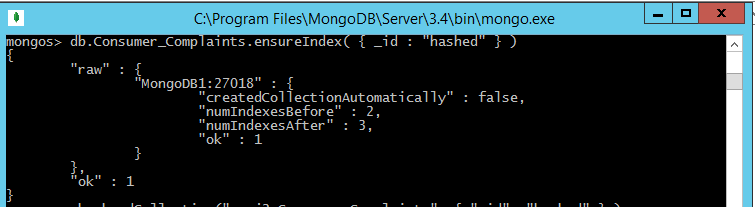 C:\Program Files\MongoDB\Server\3.4\bin\mongo.exe
mongos> db.Consumer_Complaints.ensureIndex( { _id : "hashed" } )
{
"raw" : {
"MongoDB1:27018" : {
"createdCollectionAutomatically" : false,
"numIndexesBefore" : 2,
"numIndexesAfter" : 3,
"ok" : 1
}
},
"ok" : 1
}